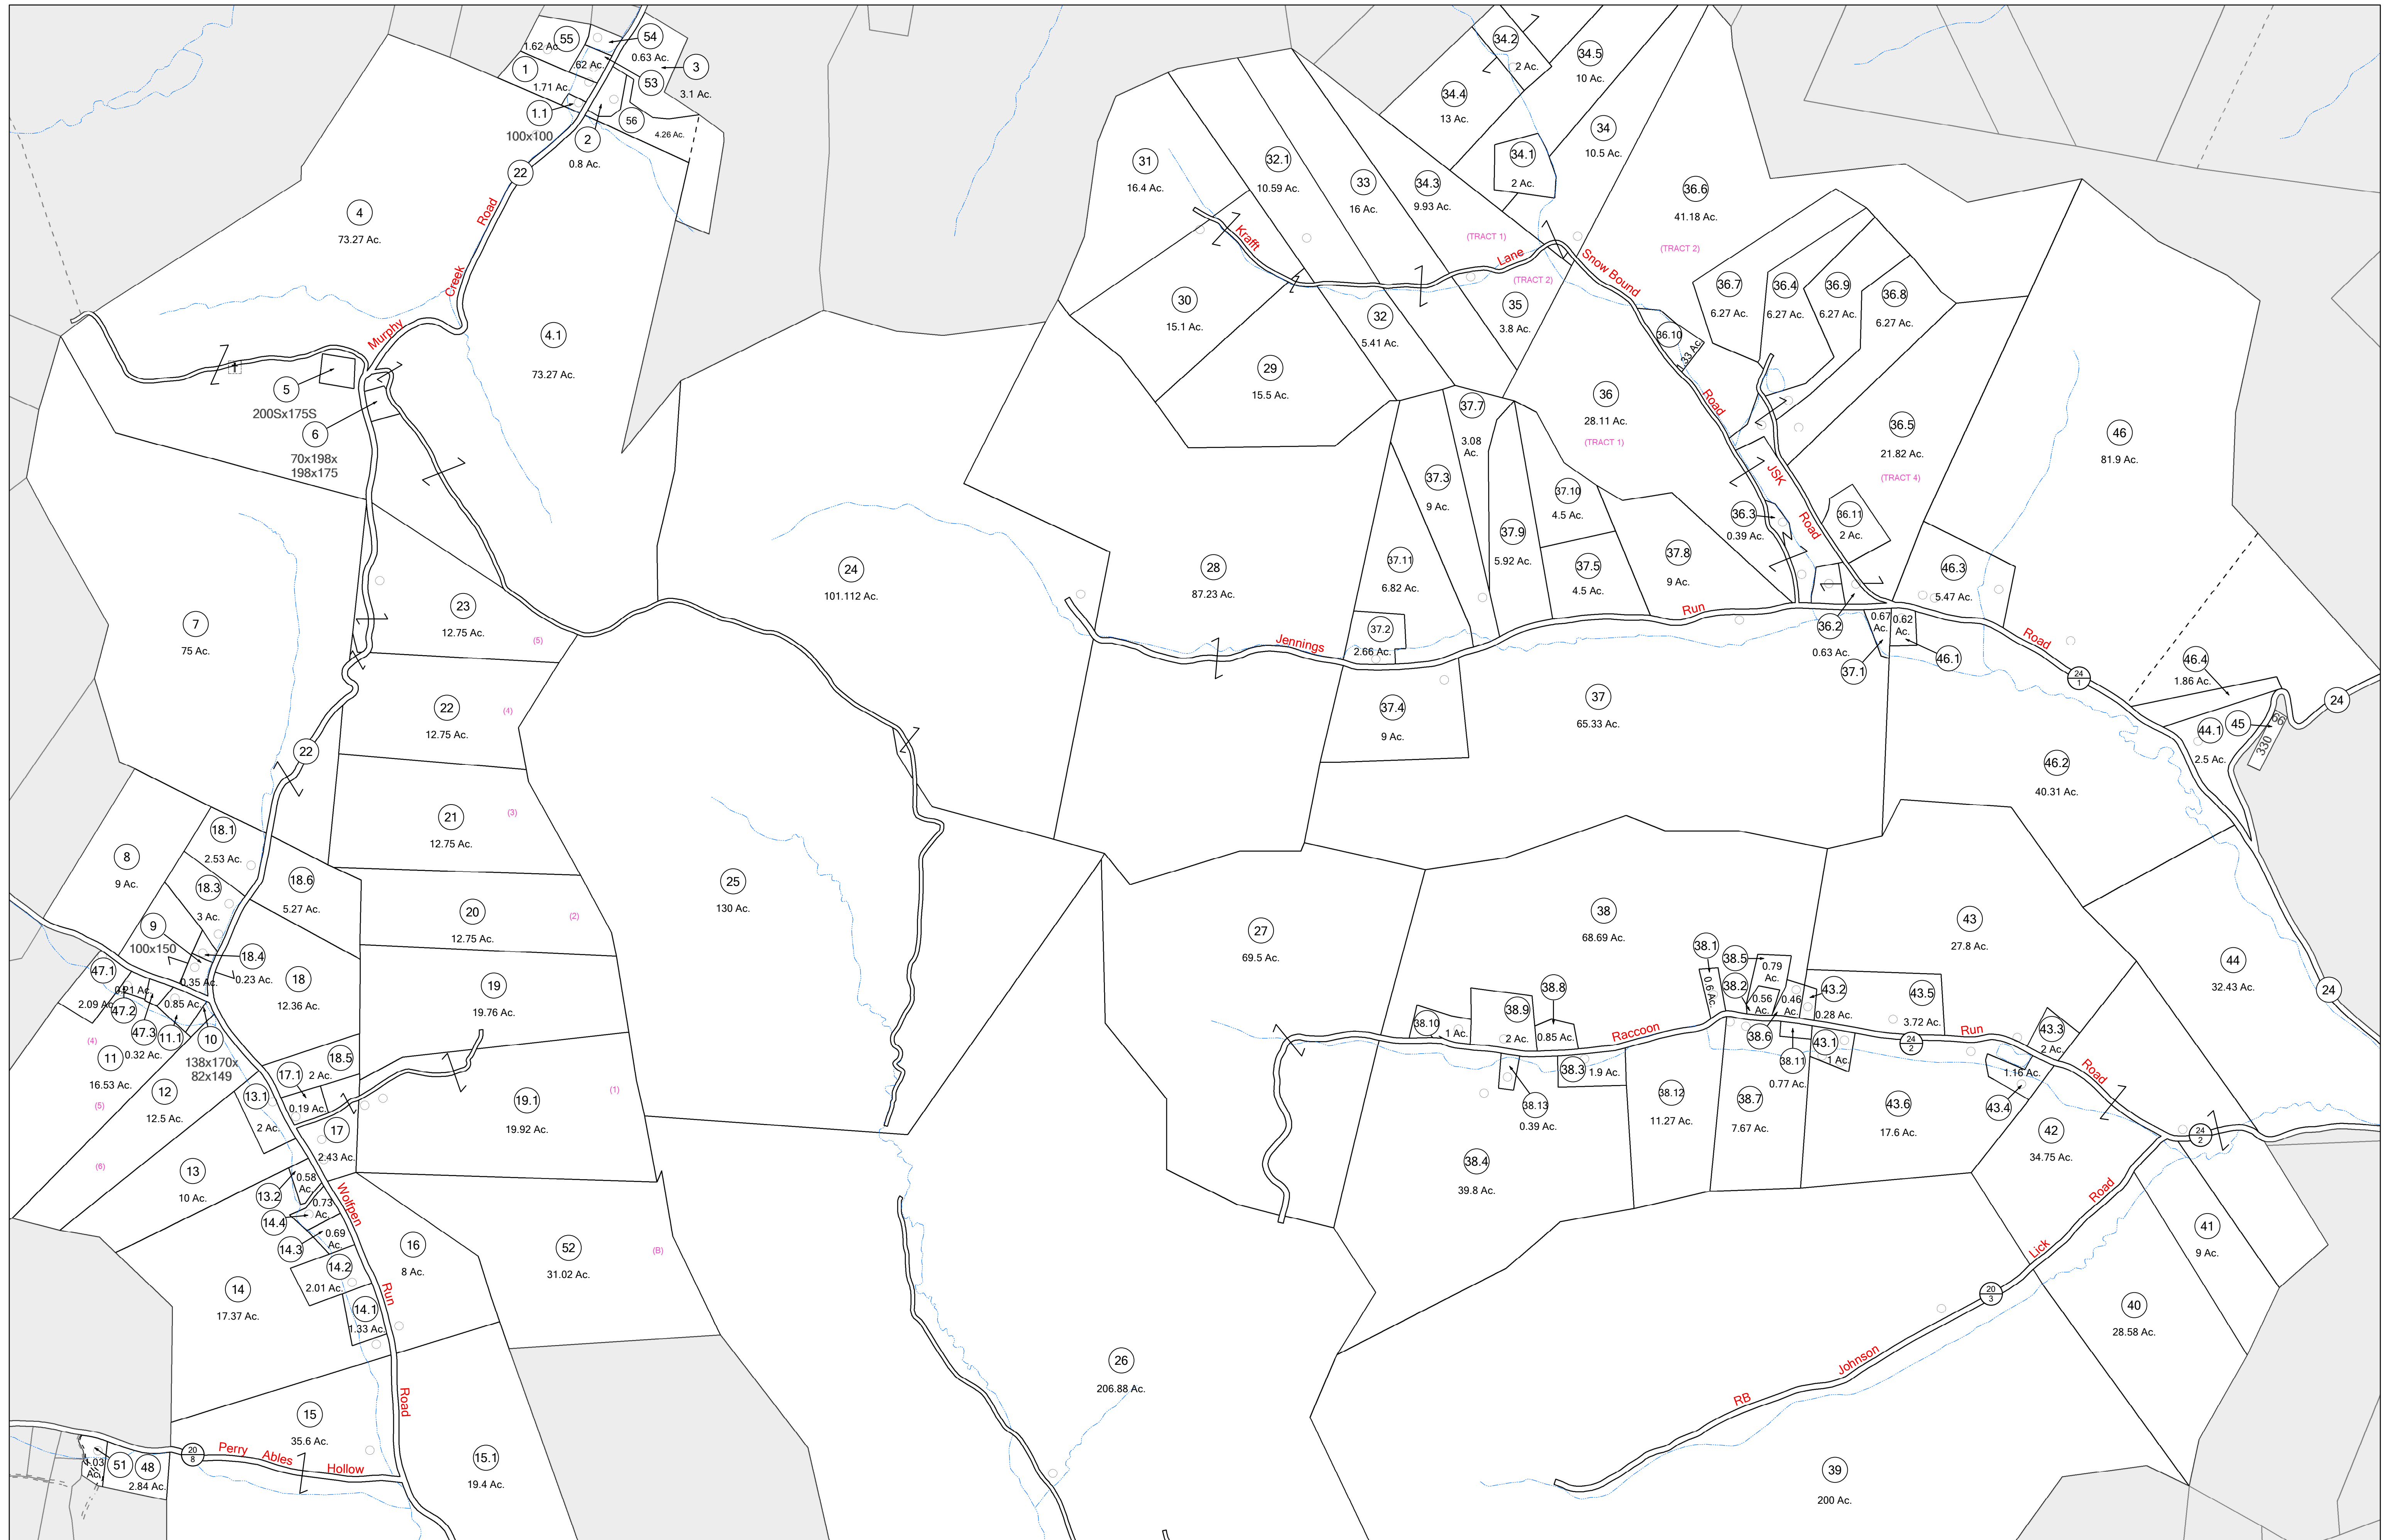 55
1.62 Ac.
54
0.63 Ac.
3
3.1 Ac.
1
1.71 Ac.
.62 Ac.
53
1.1
100x100
2
0.8 Ac.
56
4.26 Ac.
22
4
73.27 Ac.
Murphy Creek Road
4.1
73.27 Ac.
5
200Sx175S
6
70x198x
198x175
7
75 Ac.
23
12.75 Ac.
(5)
22
12.75 Ac.
(4)
22
21
12.75 Ac.
(3)
20
12.75 Ac.
(2)
19
19.76 Ac.
19.1
19.92 Ac.
(1)
8
9 Ac.
18.1
2.53 Ac.
18.3
3 Ac.
18.6
5.27 Ac.
9
100x150
18.4
0.23 Ac.
0.35 Ac.
18
12.36 Ac.
47.1
2.09 Ac.
47.2
47.3
0.85 Ac.
11.1
0.32 Ac.
10
138x170x
82x149
(4)
11
16.53 Ac.
(5)
12
12.5 Ac.
(6)
13
10 Ac.
13.1
2 Ac.
17.1
0.19 Ac.
18.5
2 Ac.
17
2.43 Ac.
13.2
0.58
Ac.
14.4
0.73
Ac.
14.3
0.69
Ac.
14.2
2.01 Ac.
14.1
1.33 Ac.
14
17.37 Ac.
16
8 Ac.
Wolfpen Run Road
52
31.02 Ac.
(B)
15
35.6 Ac.
15.1
19.4 Ac.
Perry Ables Hollow
20
8
51
48
2.84 Ac.
24
101.112 Ac.
25
130 Ac.
26
206.88 Ac.
27
69.5 Ac.
28
87.23 Ac.
29
15.5 Ac.
30
15.1 Ac.
31
16.4 Ac.
32.1
10.59 Ac.
33
16 Ac.
34.3
9.93 Ac.
(TRACT 1)
34.4
13 Ac.
34.2
2 Ac.
34.5
10 Ac.
34
10.5 Ac.
34.1
2 Ac.
Krafft Lane
32
5.41 Ac.
35
3.8 Ac.
(TRACT 2)
Snow Bound Road
36.6
41.18 Ac.
(TRACT 2)
36.7
6.27 Ac.
36.4
6.27 Ac.
36.9
6.27 Ac.
36.8
6.27 Ac.
36.10
36
28.11 Ac.
(TRACT 1)
36.5
21.82 Ac.
(TRACT 4)
JSK Road
36.3
0.39 Ac.
36.11
2 Ac.
36.2
0.63 Ac.
37.7
3.08
Ac.
37.3
9 Ac.
37.11
6.82 Ac.
37.9
5.92 Ac.
37.10
4.5 Ac.
37.5
4.5 Ac.
37.8
9 Ac.
37.2
2.66 Ac.
37.4
9 Ac.
37
65.33 Ac.
37.1
0.67
Ac.
46.1
0.62
Ac.
Jennings Run Road
24
1
46
81.9 Ac.
46.3
5.47 Ac.
46.4
1.86 Ac.
45
44.1
2.5 Ac.
66
330
24
46.2
40.31 Ac.
44
32.43 Ac.
24
38
68.69 Ac.
38.10
1 Ac.
38.9
2 Ac.
38.8
0.85 Ac.
38.1
0.6 Ac.
38.5
0.79
Ac.
38.2
0.56
Ac.
0.46
Ac.
38.6
43.2
0.28 Ac.
38.11
0.77 Ac.
43.1
1 Ac.
43
27.8 Ac.
43.5
3.72 Ac.
43.3
2 Ac.
1.16 Ac.
43.4
Raccoon Run Road
24
2
38.13
0.39 Ac.
38.3
1.9 Ac.
38.12
11.27 Ac.
38.7
7.67 Ac.
43.6
17.6 Ac.
42
34.75 Ac.
24
2
38.4
39.8 Ac.
41
9 Ac.
40
28.58 Ac.
RB Johnson Lick Road
20
3
39
200 Ac.